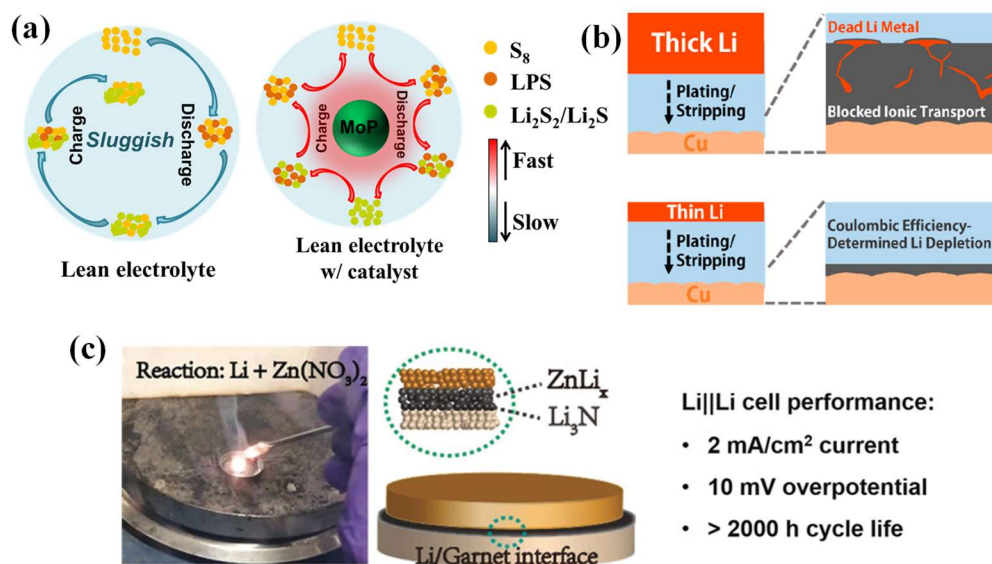 (a)
Charge
Sluggish
Discharge
Lean electrolyte
Charge
MoP
Discharge
Lean electrolyte
w/ catalyst
S₈
LPS
Li₂S₂/Li₂S
Fast
Slow
(b)
Thick Li
Plating/
Stripping
Cu
Dead Li Metal
Blocked Ionic Transport
Thin Li
Plating/
Stripping
Cu
Coulombic Efficiency-
Determined Li Depletion
(c)
Reaction: Li + Zn(NO₃)₂
ZnLiₓ
Li₃N
Li/Garnet interface
Li||Li cell performance:
• 2 mA/cm² current
• 10 mV overpotential
• > 2000 h cycle life